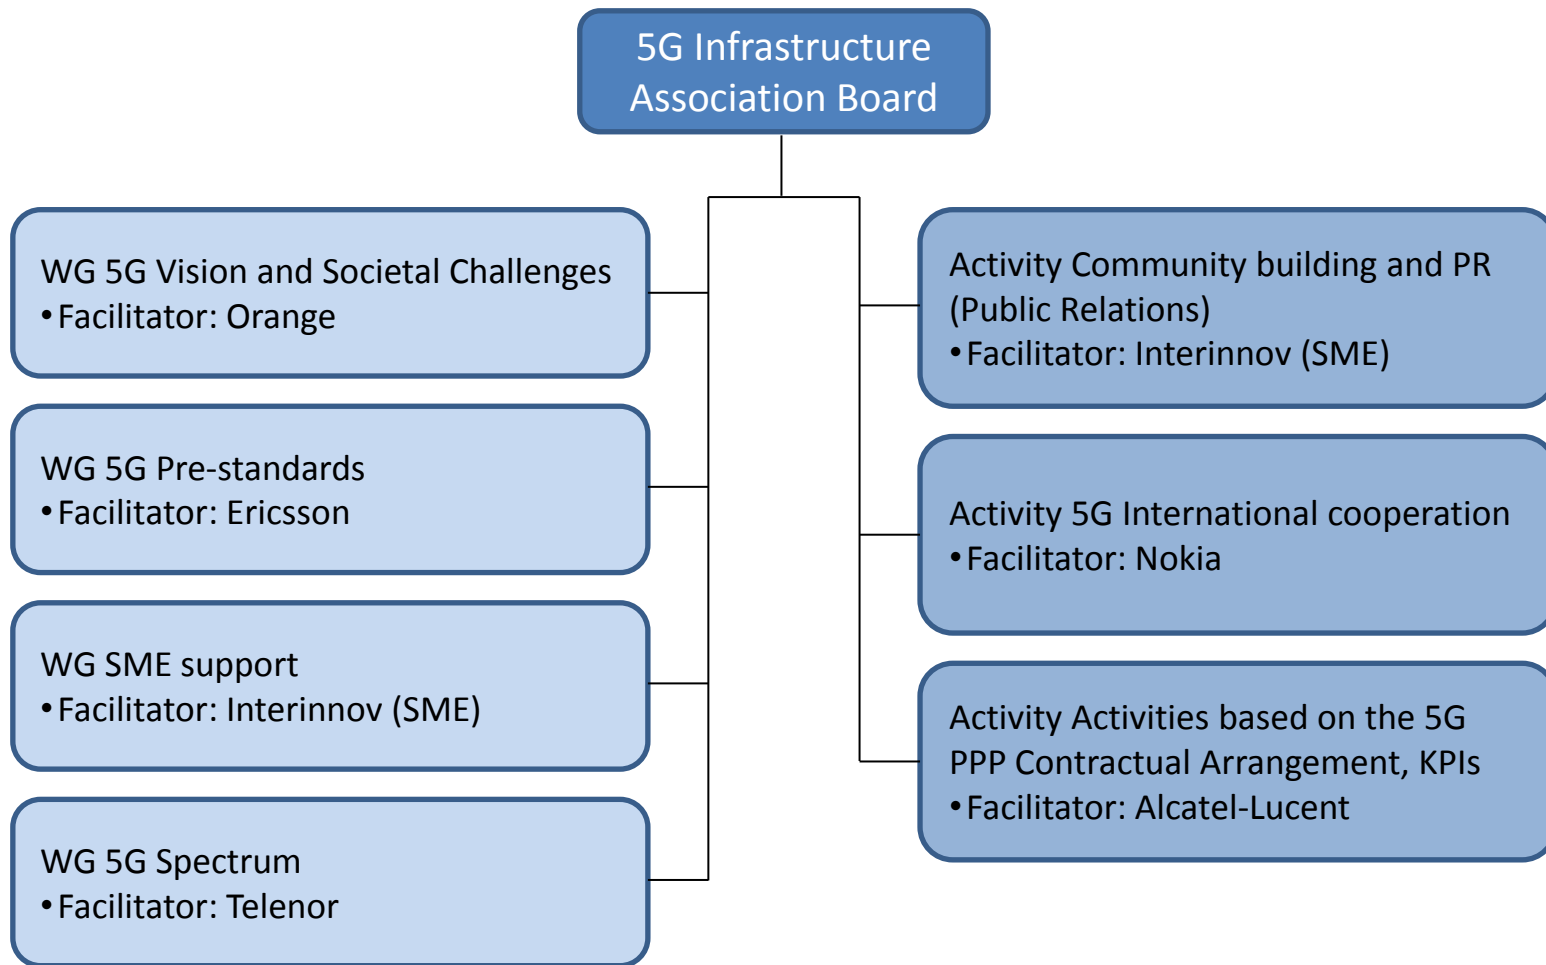 5G Infrastructure
Association Board
WG 5G Vision and Societal Challenges
• Facilitator: Orange
WG 5G Pre-standards
• Facilitator: Ericsson
WG SME support
• Facilitator: Interinnov (SME)
WG 5G Spectrum
• Facilitator: Telenor
Activity Community building and PR
(Public Relations)
• Facilitator: Interinnov (SME)
Activity 5G International cooperation
• Facilitator: Nokia
Activity Activities based on the 5G
PPP Contractual Arrangement, KPIs
• Facilitator: Alcatel-Lucent